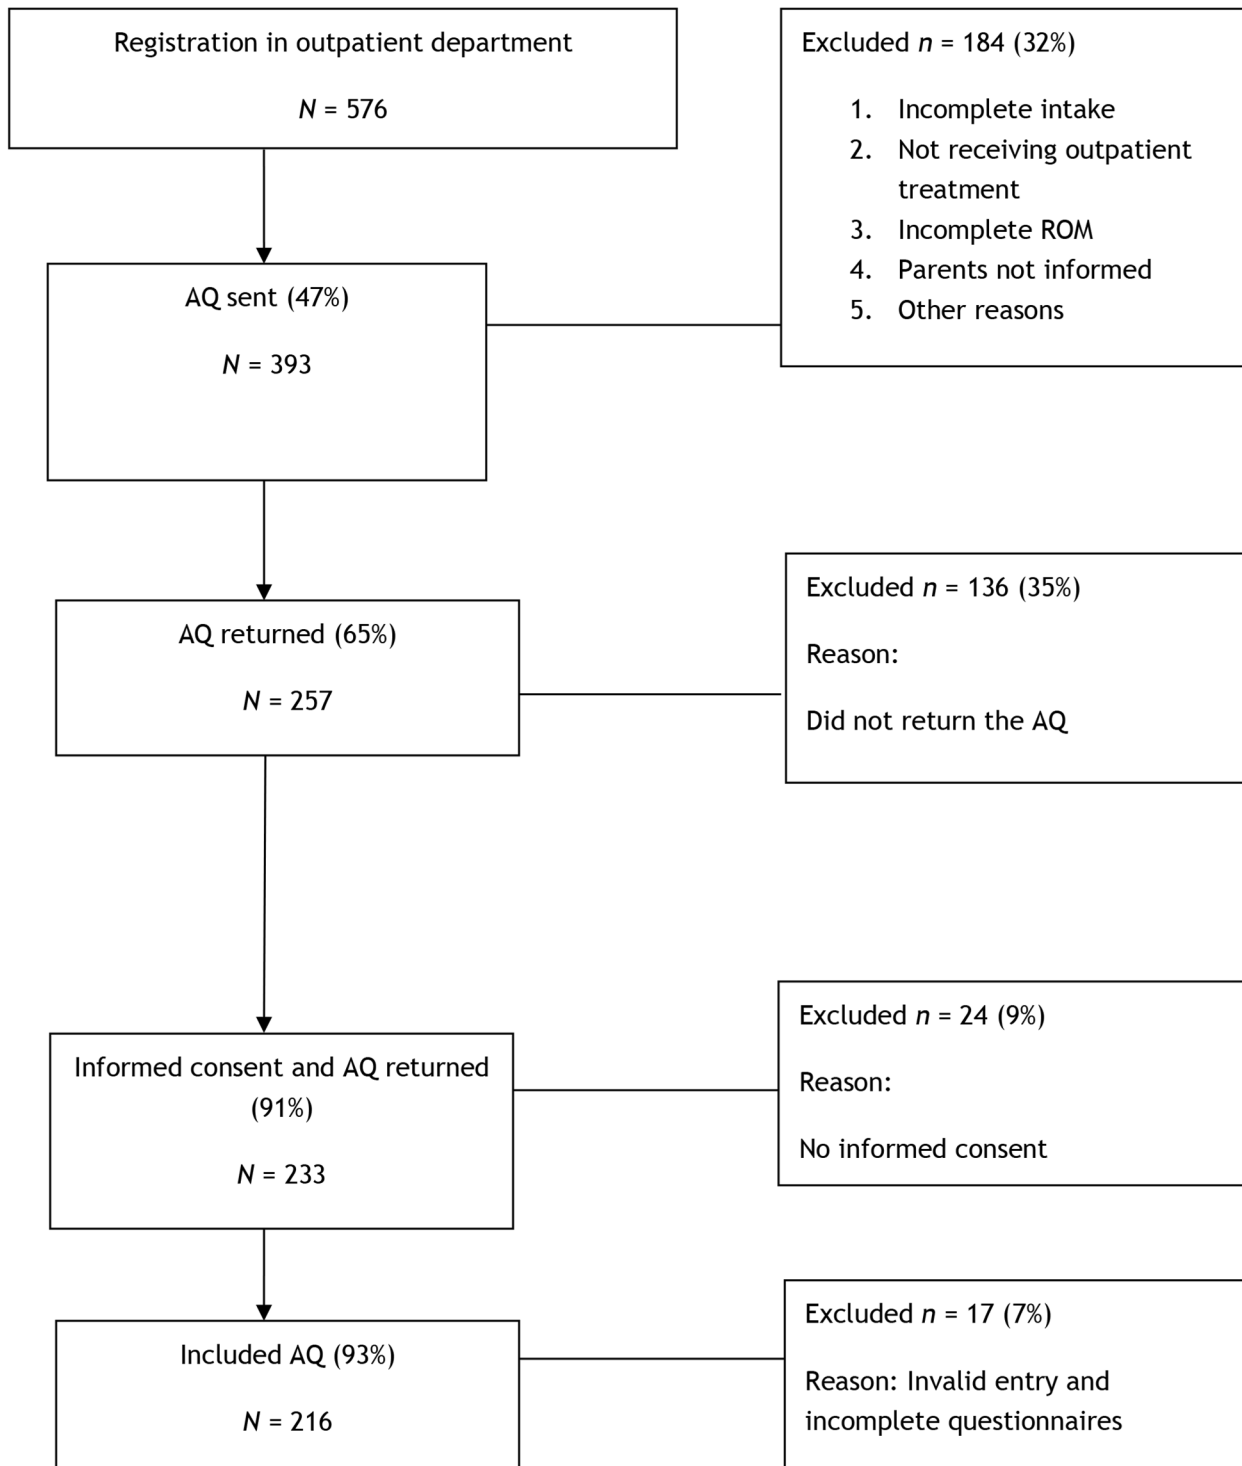 Registration in outpatient department
N = 576
Excluded n = 184 (32%)
1. Incomplete intake
2. Not receiving outpatient
treatment
3. Incomplete ROM
4. Parents not informed
5. Other reasons
AQ sent (47%)
N = 393
AQ returned (65%)
N = 257
Excluded n = 136 (35%)
Reason:
Did not return the AQ
Informed consent and AQ returned
(91%)
N = 233
Excluded n = 24 (9%)
Reason:
No informed consent
Included AQ (93%)
N = 216
Excluded n = 17 (7%)
Reason: Invalid entry and
incomplete questionnaires